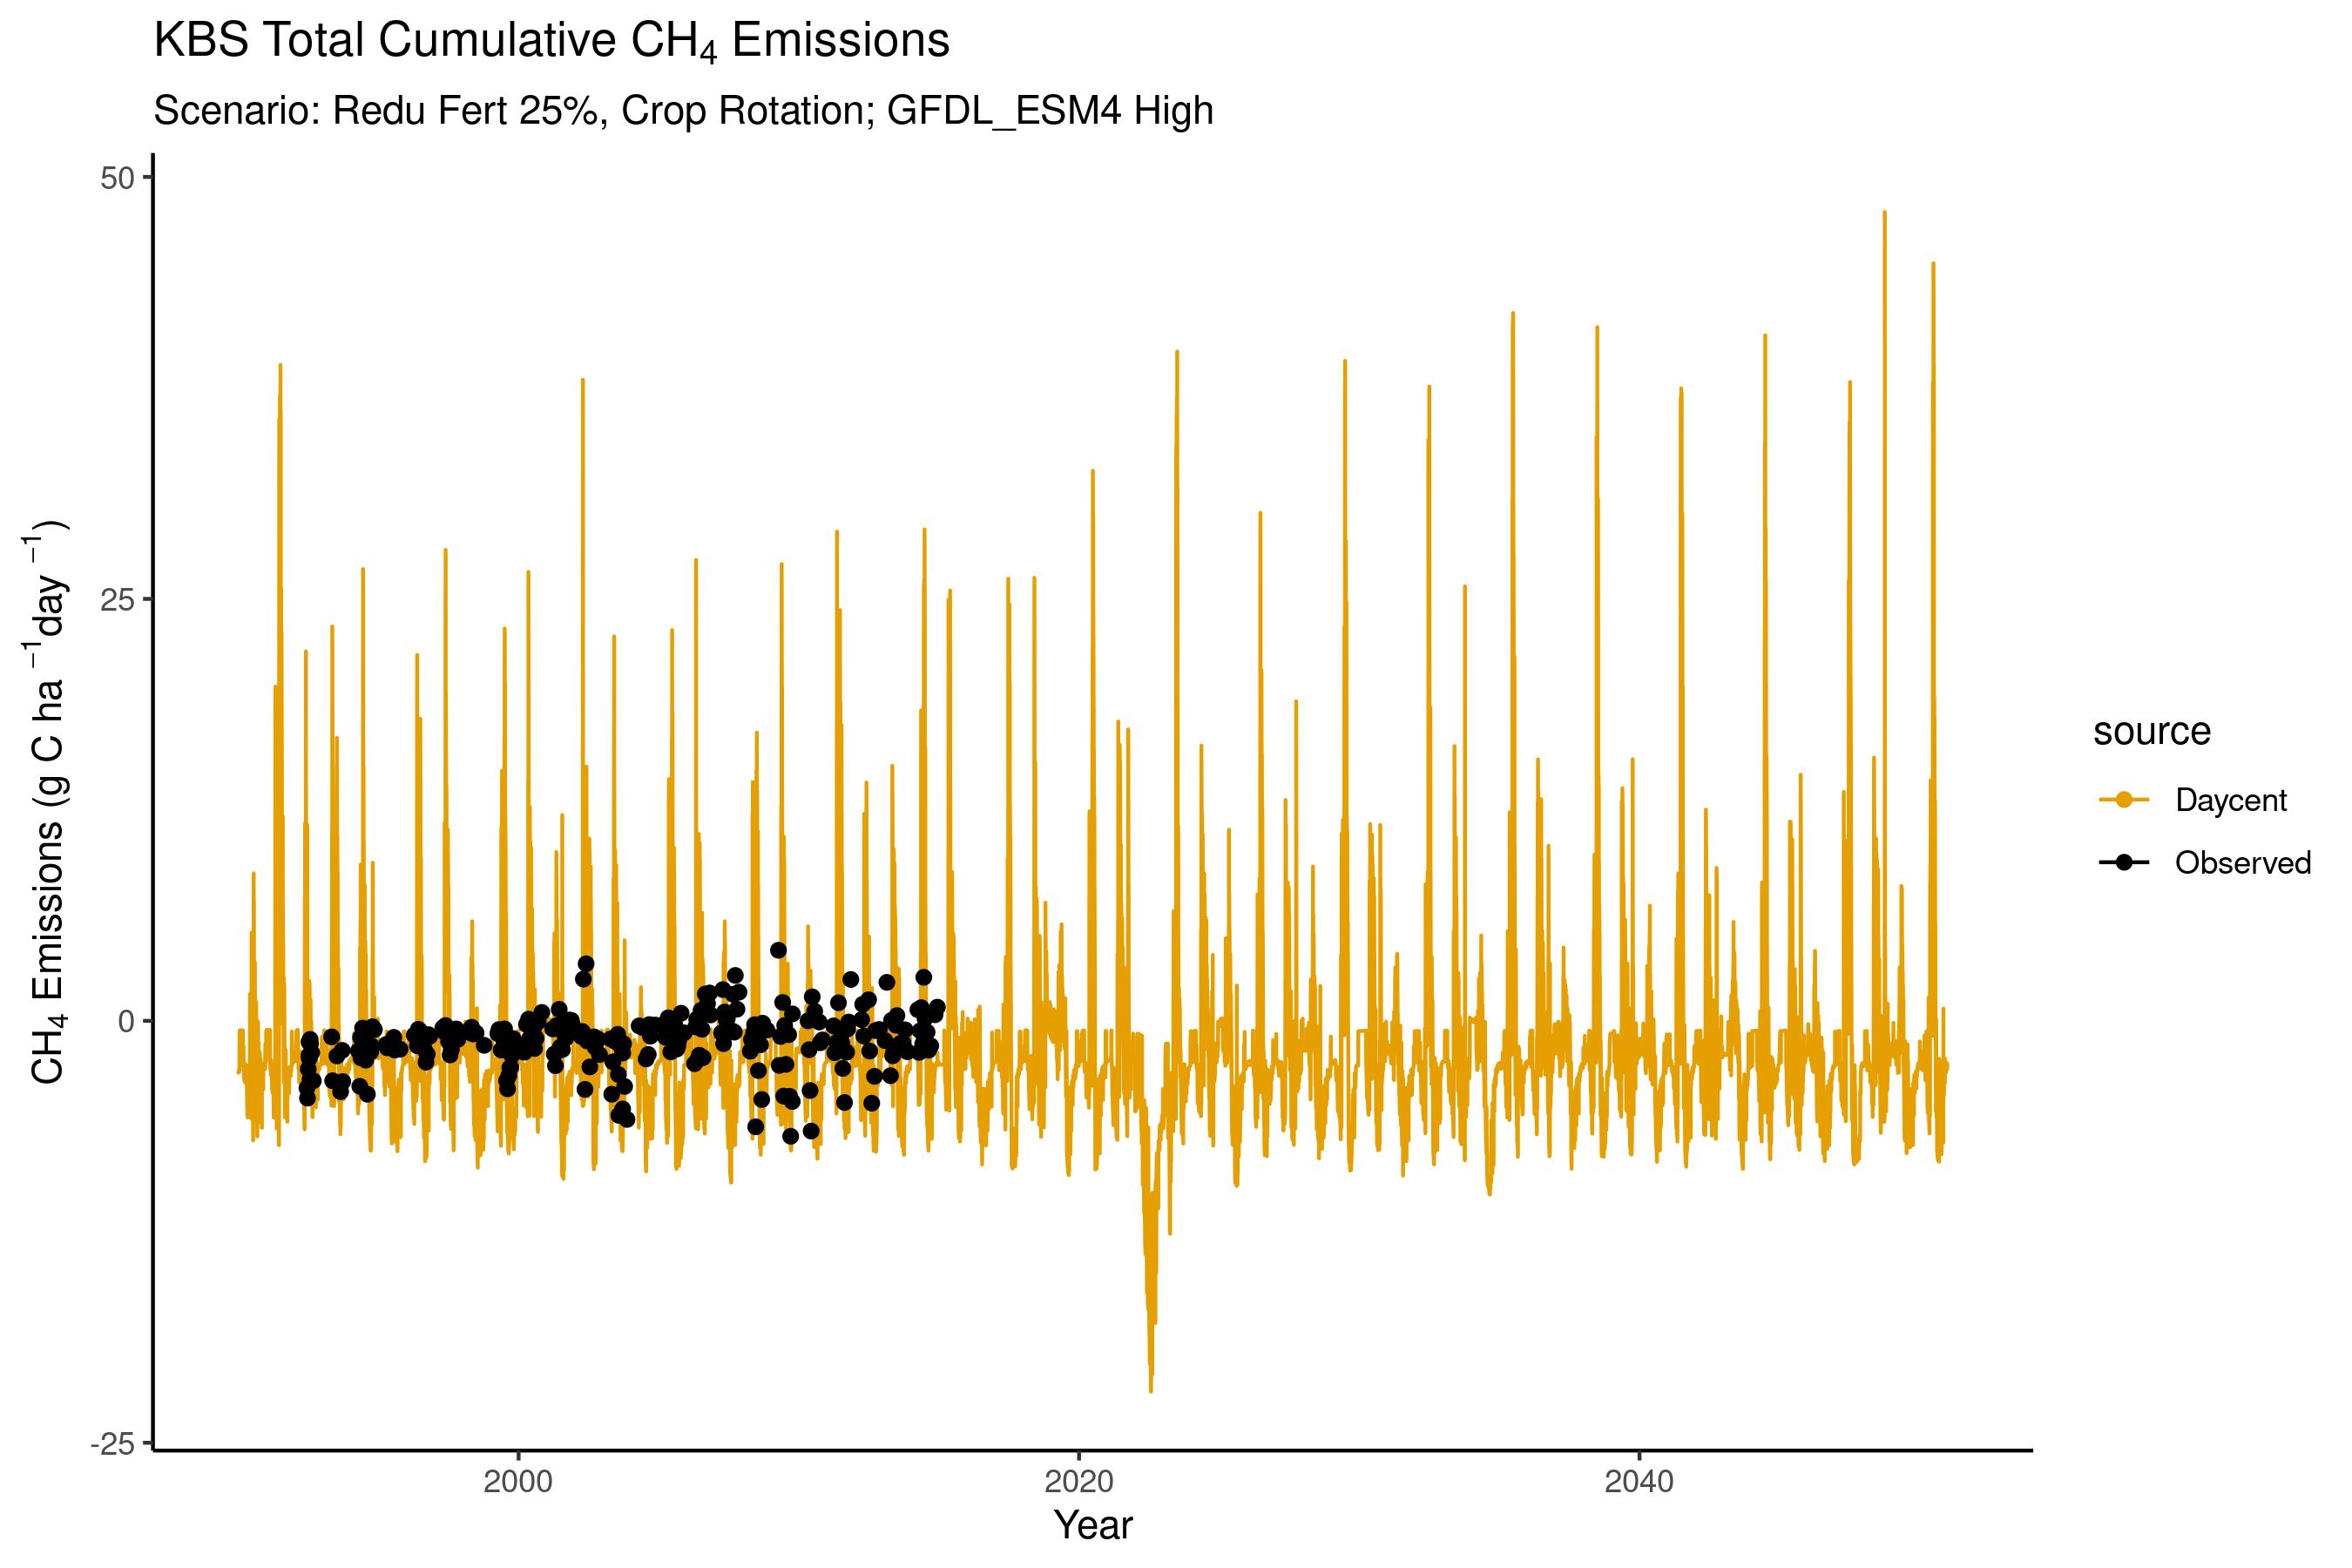 KBS Total Cumulative CH₄ Emissions
Scenario: Redu Fert 25%, Crop Rotation; GFDL_ESM4 High
CH₄ Emissions (g C ha ⁻¹day ⁻¹)
50
25
0
-25
2000
2020
2040
Year
source
Daycent
Observed